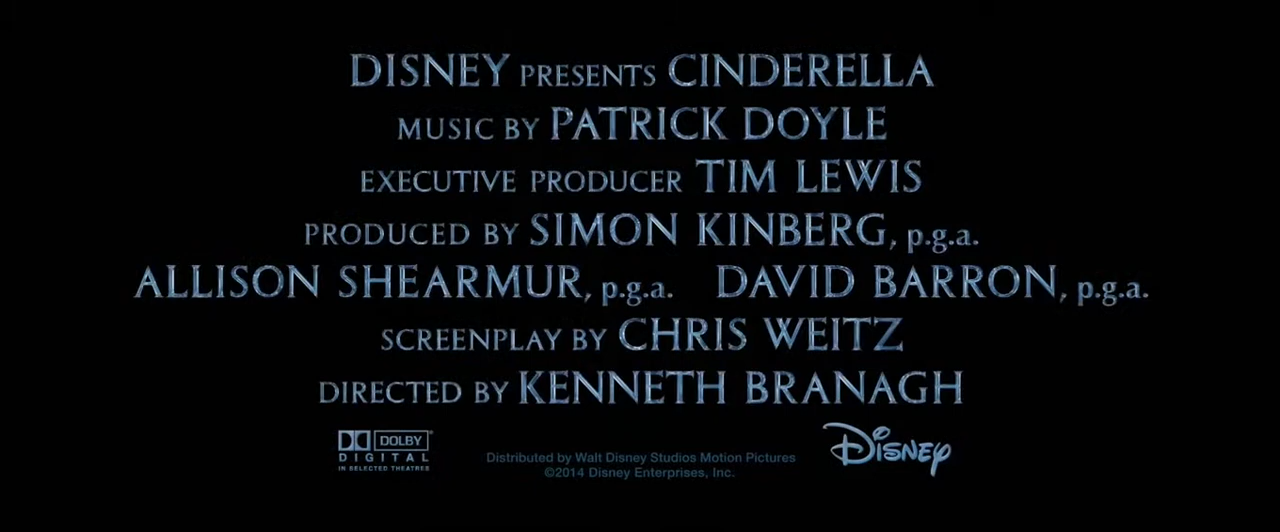 DISNEY PRESENTS CINDERELLA
MUSIC BY PATRICK DOYLE
EXECUTIVE PRODUCER TIM LEWIS
PRODUCED BY SIMON KINBERG, p.g.a.
ALLISON SHEARMUR, p.g.a. DAVID BARRON, p.g.a.
SCREENPLAY BY CHRIS WEITZ
DIRECTED BY KENNETH BRANAGH
DOLBY
DIGITAL
IN SELECTED THEATRES
Distributed by Walt Disney Studios Motion Pictures
©2014 Disney Enterprises, Inc.
Disney